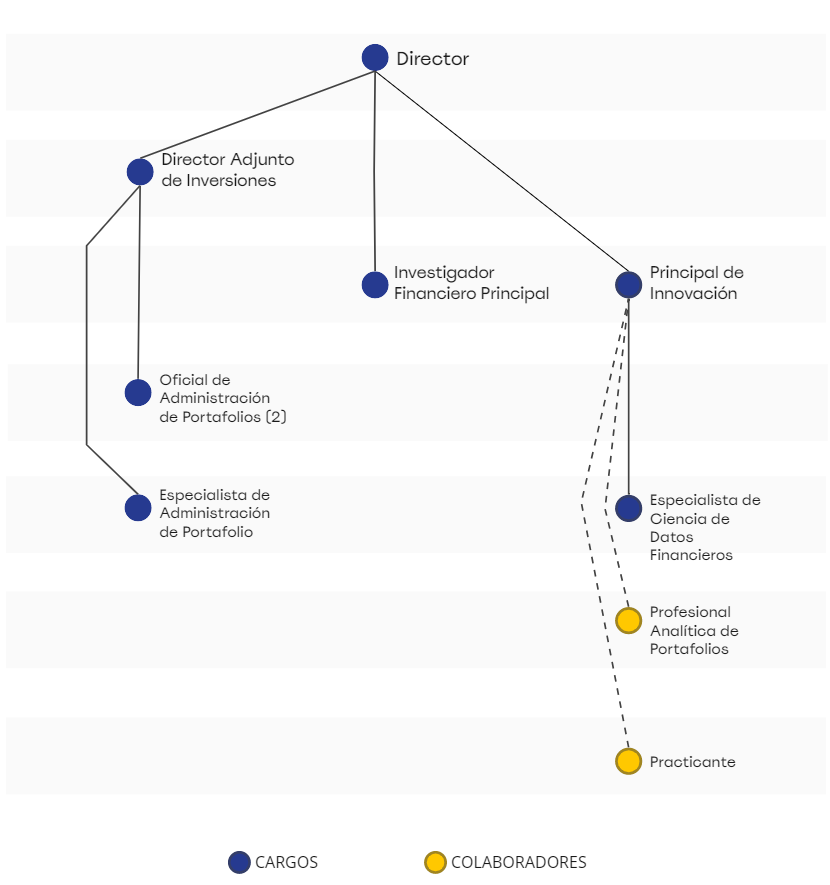 Director
Director Adjunto
de Inversiones
Investigador
Financiero Principal
Principal de
Innovación
Oficial de
Administración
de Portafolios (2)
Especialista de
Administración
de Portafolio
Especialista de
Ciencia de
Datos
Financieros
Profesional
Analítica de
Portafolios
Practicante
CARGOS
COLABORADORES